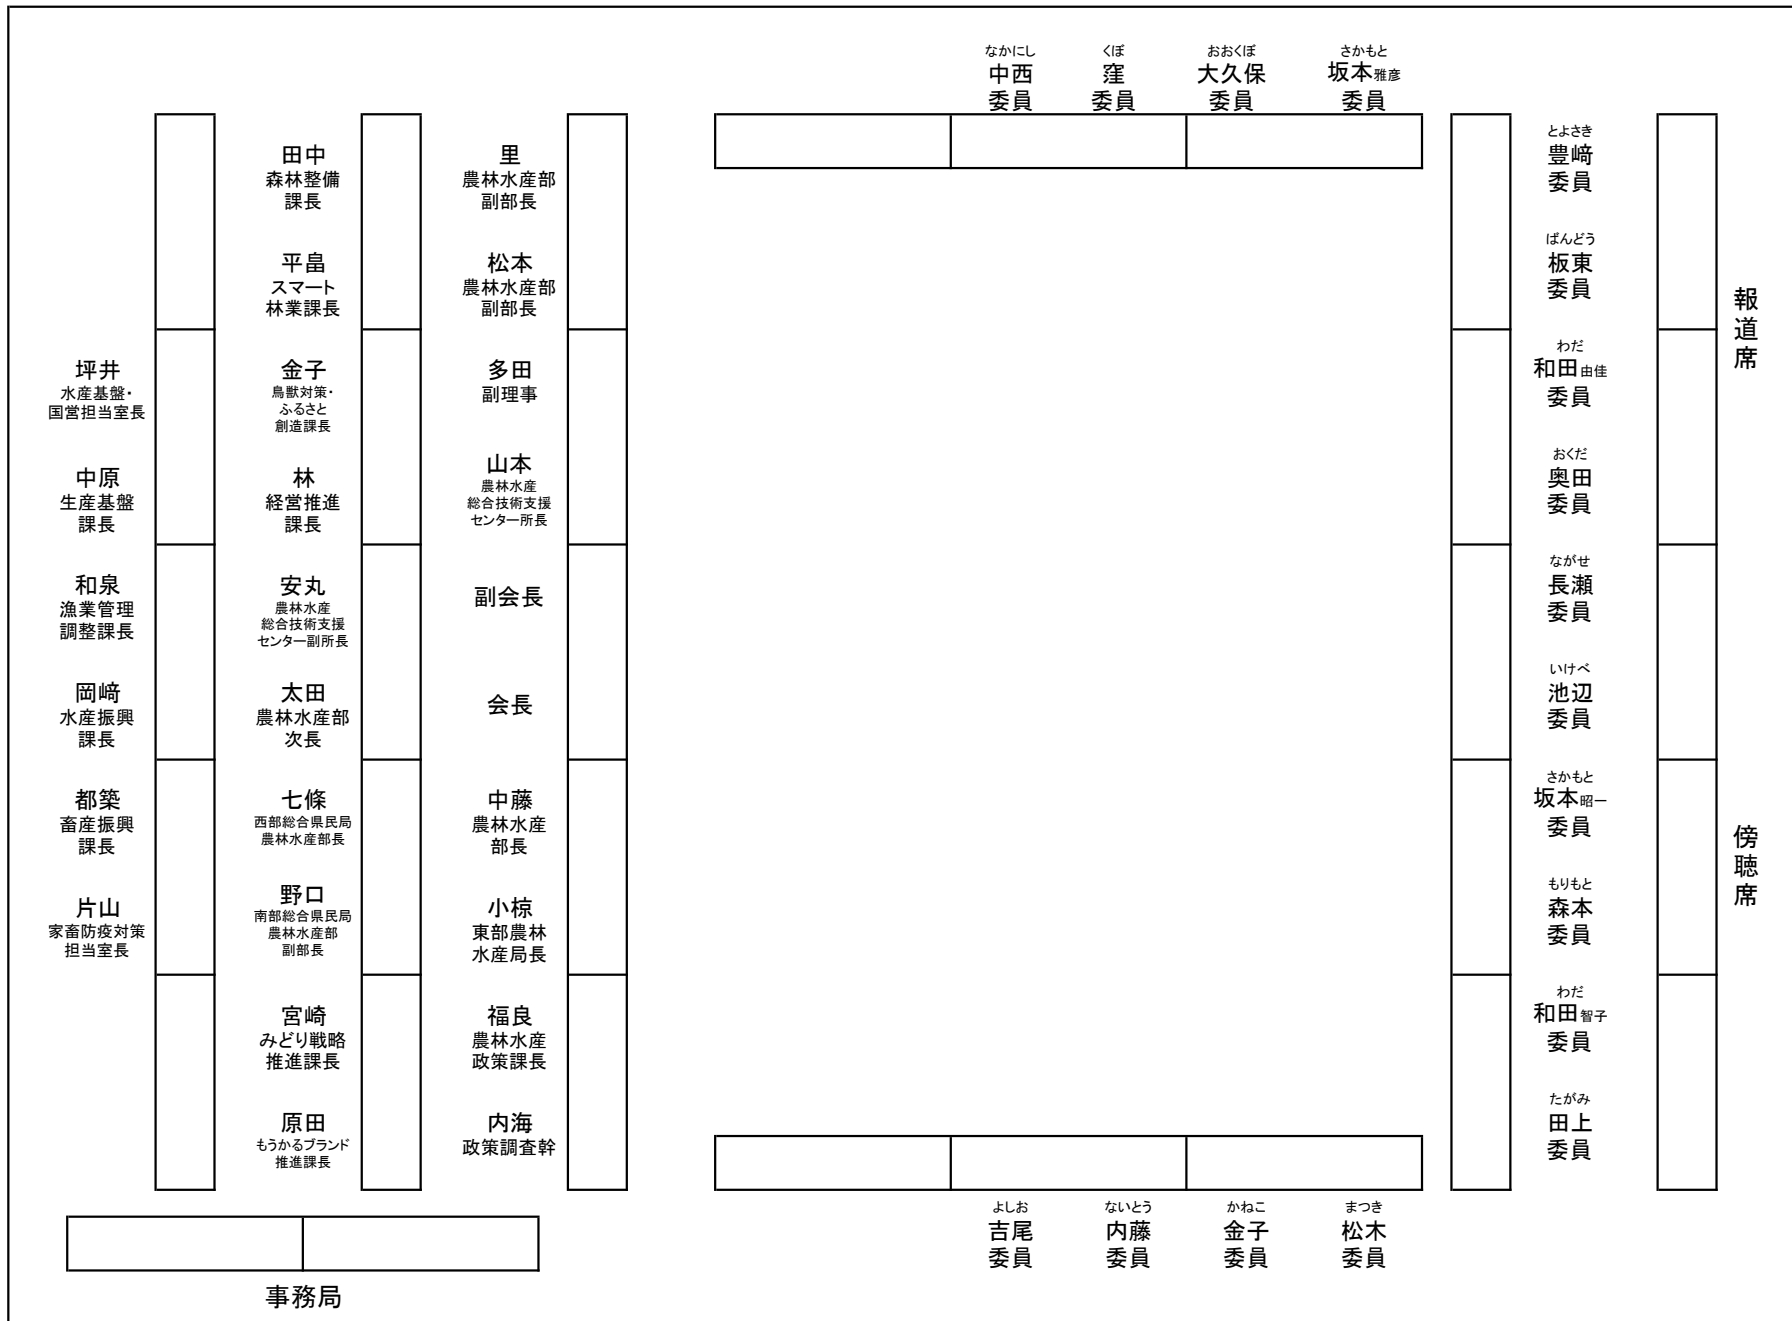 なかにし
中西
委員
くぼ
窪
委員
おおくぼ
大久保
委員
さかもと
坂本雅彦
委員
坪井
水産基盤・
国営担当室長
中原
生産基盤
課長
和泉
漁業管理
調整課長
岡﨑
水産振興
課長
都築
畜産振興
課長
片山
家畜防疫対策
担当室長
田中
森林整備
課長
平畠
スマート
林業課長
金子
鳥獣対策・
ふるさと
創造課長
林
経営推進
課長
安丸
農林水産
総合技術支援
センター副所長
太田
農林水産部
次長
七條
西部総合県民局
農林水産部長
野口
南部総合県民局
農林水産部
副部長
宮崎
みどり戦略
推進課長
原田
もうかるブランド
推進課長
里
農林水産部
副部長
松本
農林水産部
副部長
多田
副理事
山本
農林水産
総合技術支援
センター所長
副会長
会長
中藤
農林水産
部長
小椋
東部農林
水産局長
福良
農林水産
政策課長
内海
政策調査幹
とよさき
豊﨑
委員
ばんどう
板東
委員
わだ
和田由佳
委員
おくだ
奥田
委員
ながせ
長瀬
委員
いけべ
池辺
委員
さかもと
坂本昭一
委員
もりもと
森本
委員
わだ
和田智子
委員
たがみ
田上
委員
報道席
傍聴席
よしお
吉尾
委員
ないとう
内藤
委員
かねこ
金子
委員
まつき
松木
委員
事務局